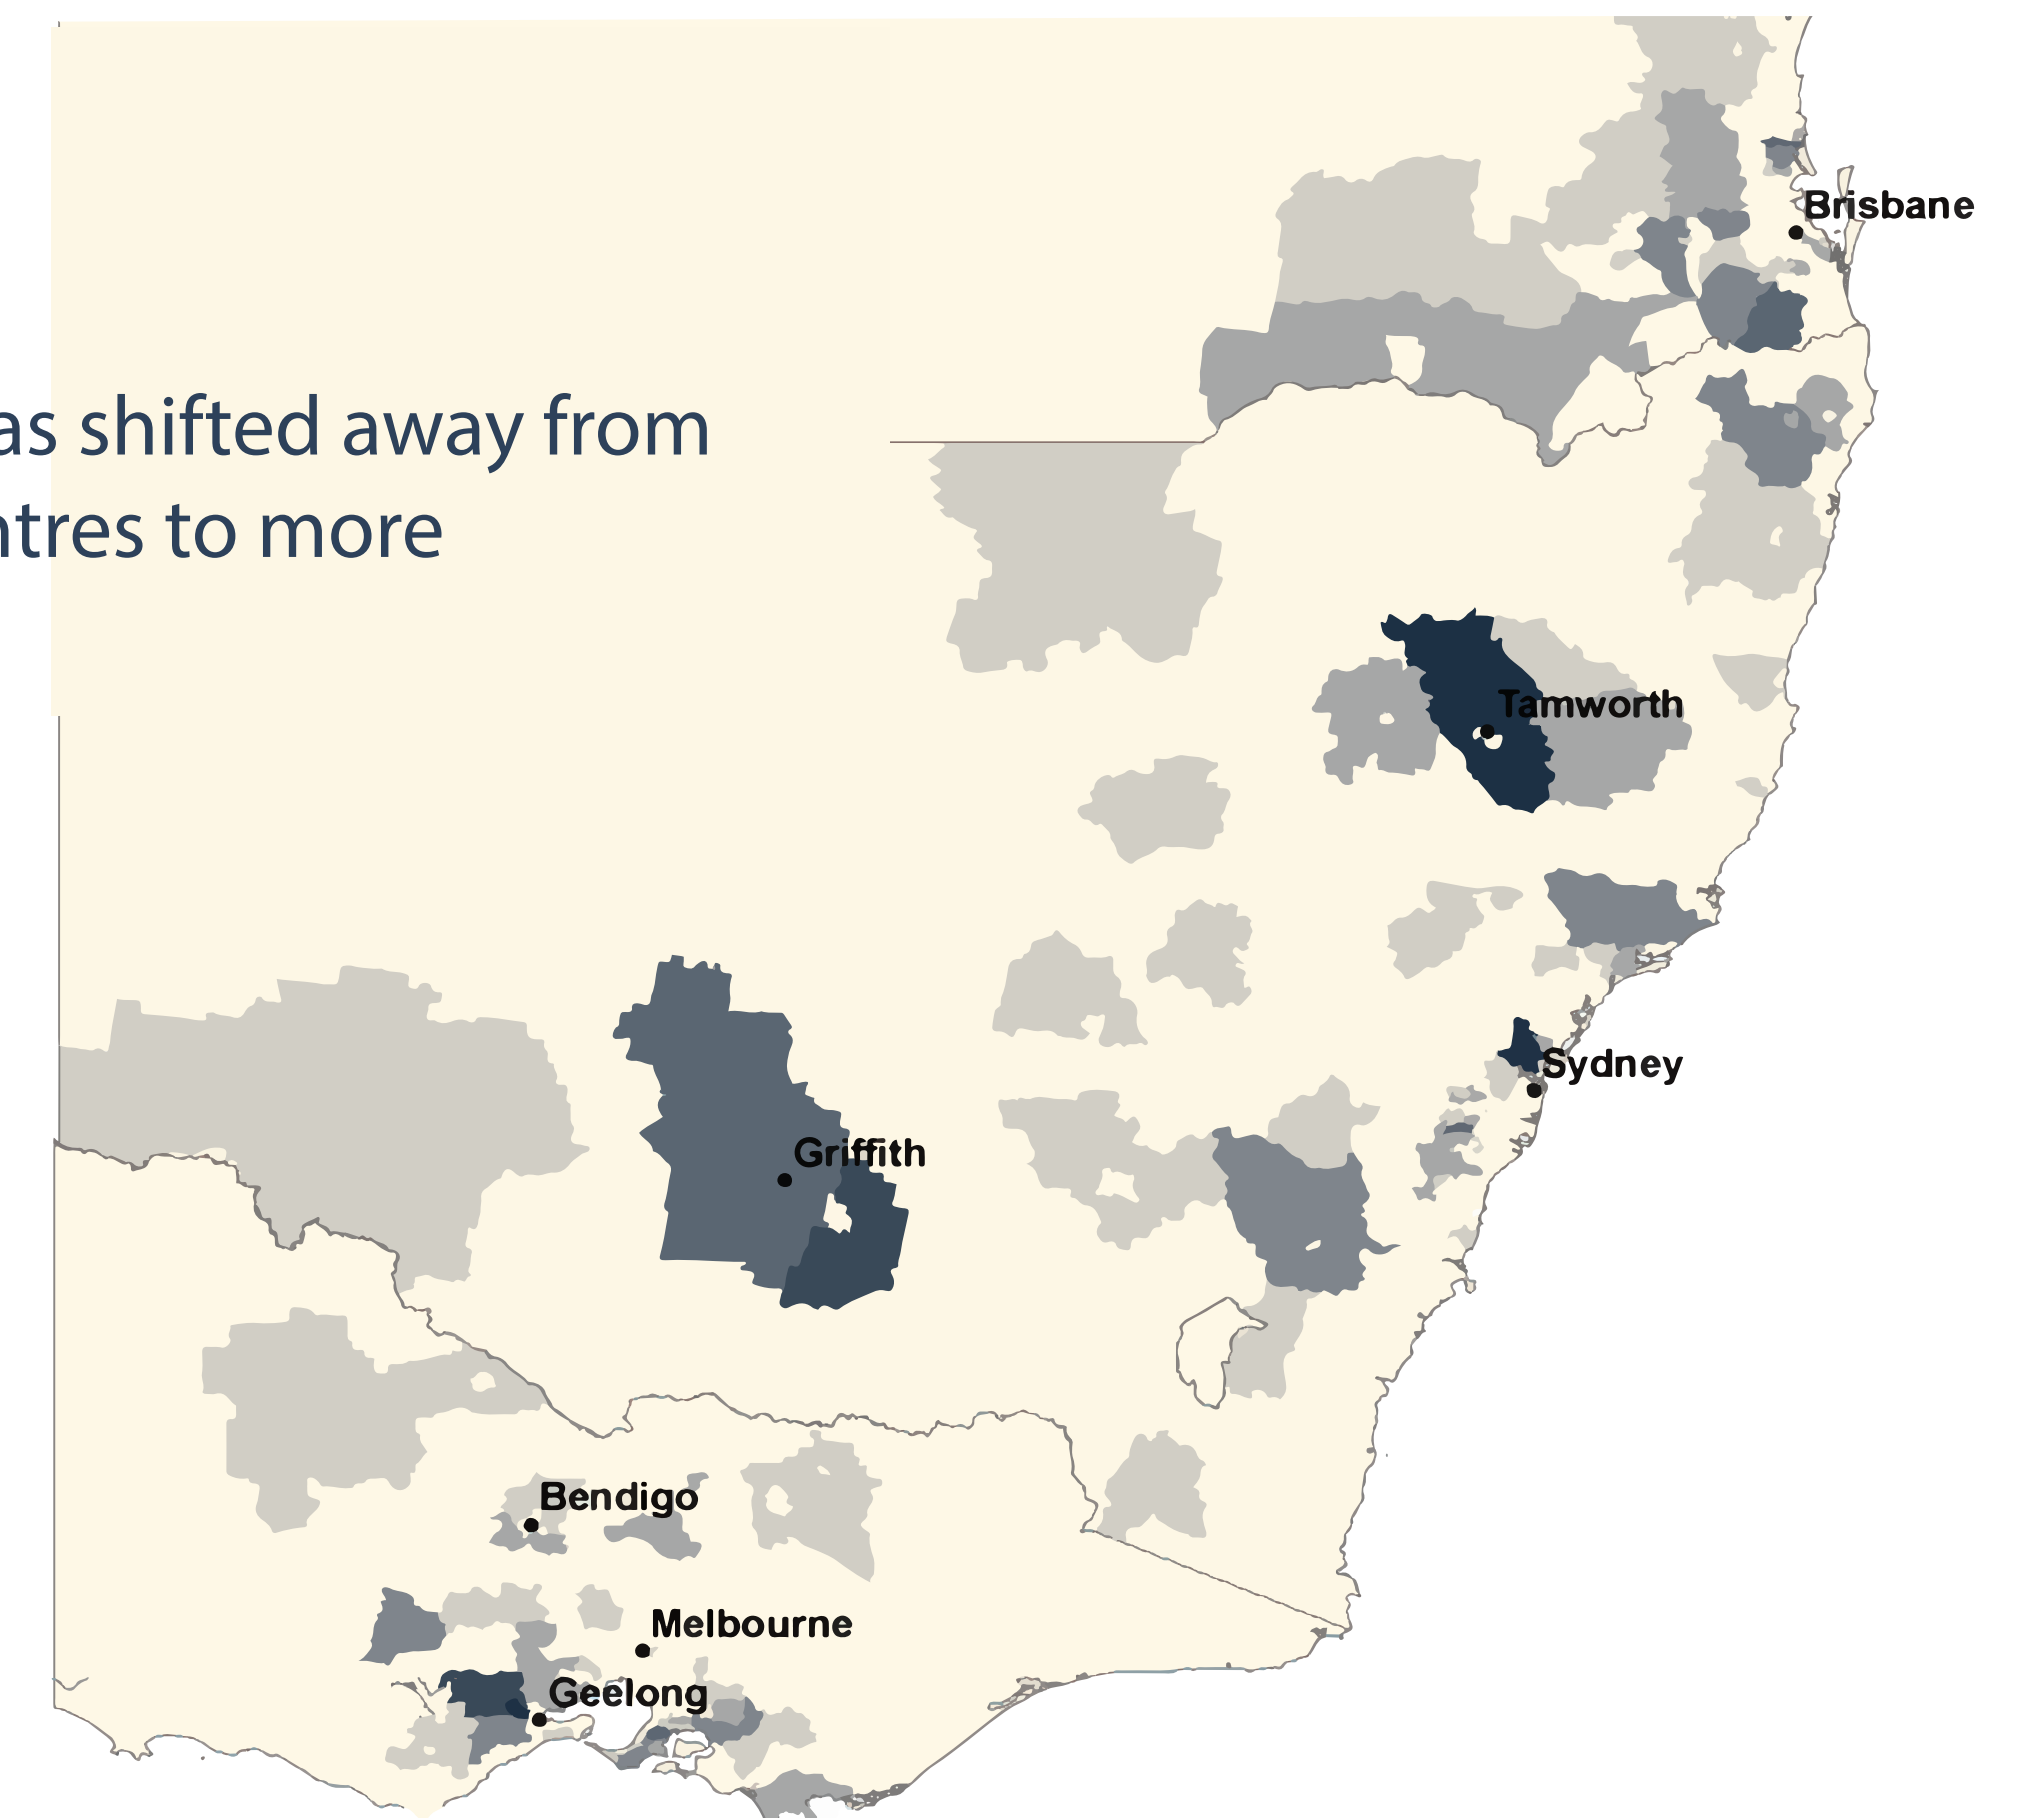 Brisbane
as shifted away from
ntres to more
Tamworth
Sydney
Griffith
Bendigo
Melbourne
Geelong